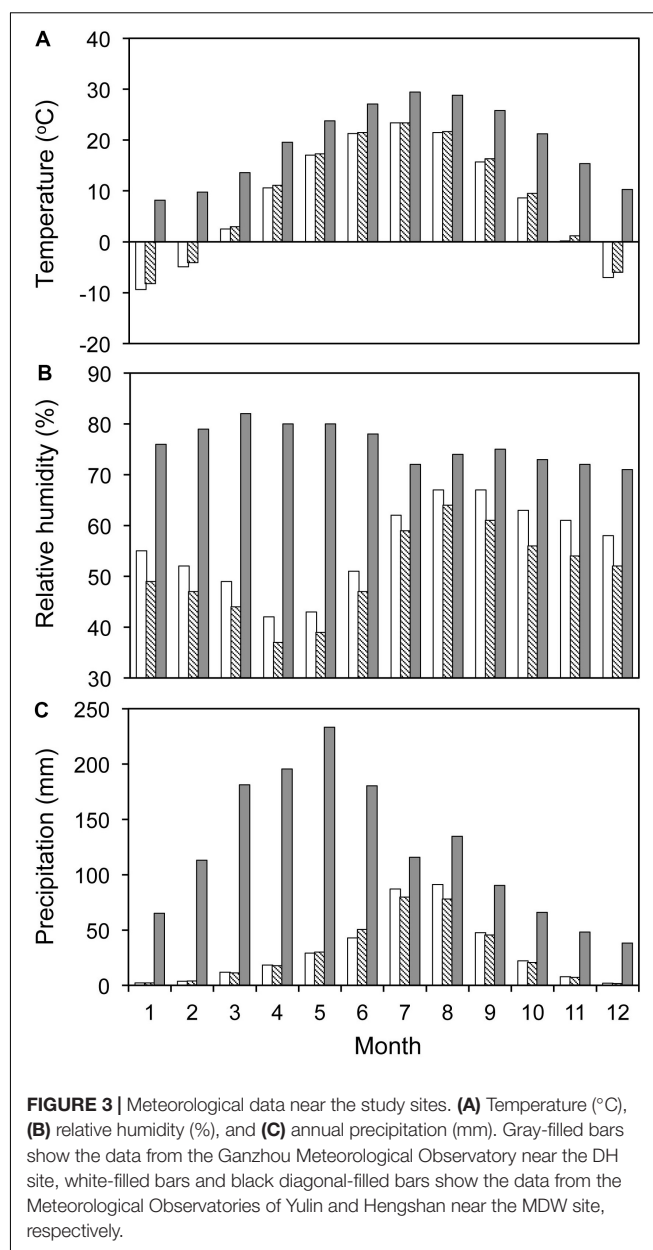 A
40
30
20
10
0
-10
-20
Temperature (°C)
B
90
80
70
60
50
40
30
Relative humidity (%)
C
250
200
150
100
50
0
Precipitation (mm)
1 2 3 4 5 6 7 8 9 10 11 12
Month
FIGURE 3 | Meteorological data near the study sites. (A) Temperature (°C),
(B) relative humidity (%), and (C) annual precipitation (mm). Gray-filled bars
show the data from the Ganzhou Meteorological Observatory near the DH
site, white-filled bars and black diagonal-filled bars show the data from the
Meteorological Observatories of Yulin and Hengshan near the MDW site,
respectively.